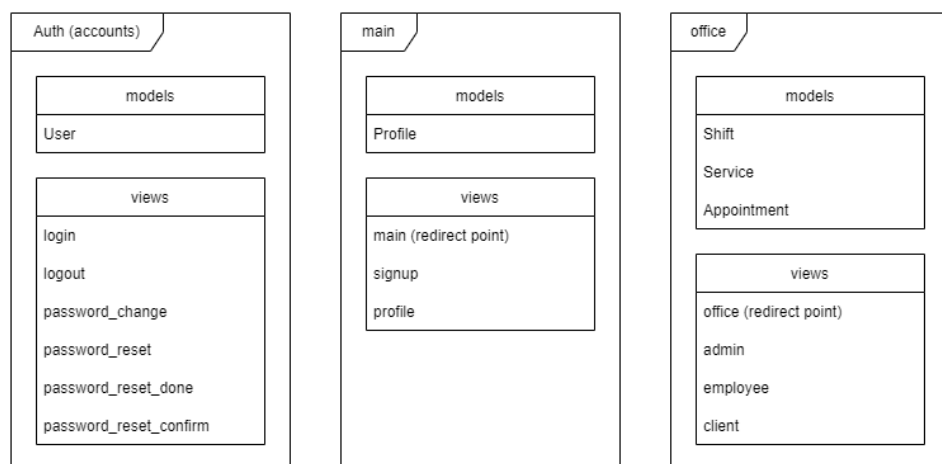 Auth (accounts)
models
User
views
login
logout
password_change
password_reset
password_reset_done
password_reset_confirm
main
models
Profile
views
main (redirect point)
signup
profile
office
models
Shift
Service
Appointment
views
office (redirect point)
admin
employee
client